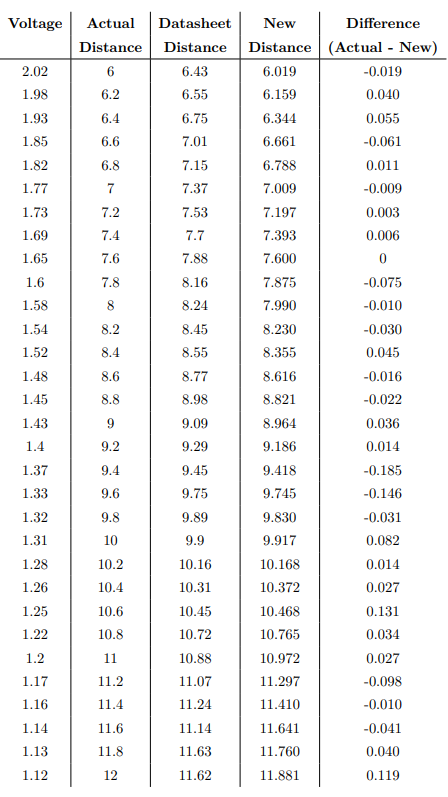 Voltage Actual Datasheet New Difference
Distance Distance Distance (Actual - New)
2.02 6 6.43 6.019 -0.019
1.98 6.2 6.55 6.159 0.040
1.93 6.4 6.75 6.344 0.055
1.85 6.6 7.01 6.661 -0.061
1.82 6.8 7.15 6.788 0.011
1.77 7 7.37 7.009 -0.009
1.73 7.2 7.53 7.197 0.003
1.69 7.4 7.7 7.393 0.006
1.65 7.6 7.88 7.600 0
1.6 7.8 8.16 7.875 -0.075
1.58 8 8.24 7.990 -0.010
1.54 8.2 8.45 8.230 -0.030
1.52 8.4 8.55 8.355 0.045
1.48 8.6 8.77 8.616 -0.016
1.45 8.8 8.98 8.821 -0.022
1.43 9 9.09 8.964 0.036
1.4 9.2 9.29 9.186 0.014
1.37 9.4 9.45 9.418 -0.185
1.33 9.6 9.75 9.745 -0.146
1.32 9.8 9.89 9.830 -0.031
1.31 10 9.9 9.917 0.082
1.28 10.2 10.16 10.168 0.014
1.26 10.4 10.31 10.372 0.027
1.25 10.6 10.45 10.468 0.131
1.22 10.8 10.72 10.765 0.034
1.2 11 10.88 10.972 0.027
1.17 11.2 11.07 11.297 -0.098
1.16 11.4 11.24 11.410 -0.010
1.14 11.6 11.14 11.641 -0.041
1.13 11.8 11.63 11.760 0.040
1.12 12 11.62 11.881 0.119